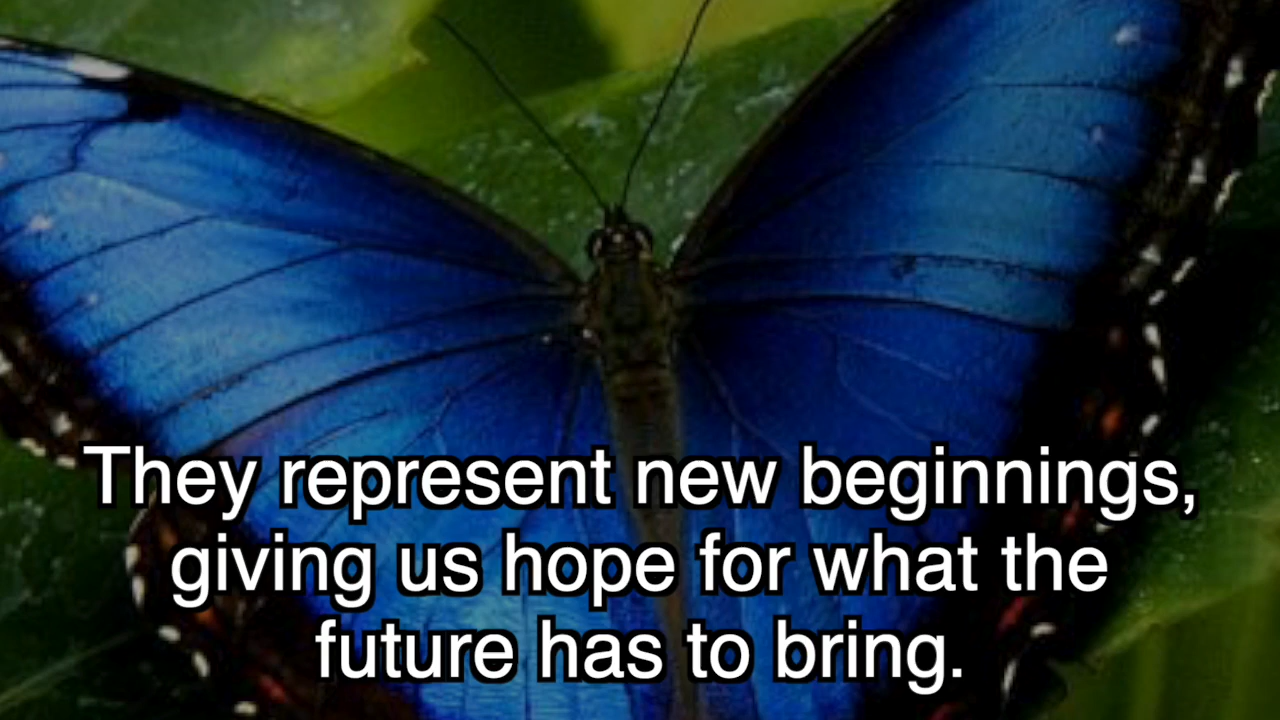 They represent new beginnings,
giving us hope for what the
future has to bring.